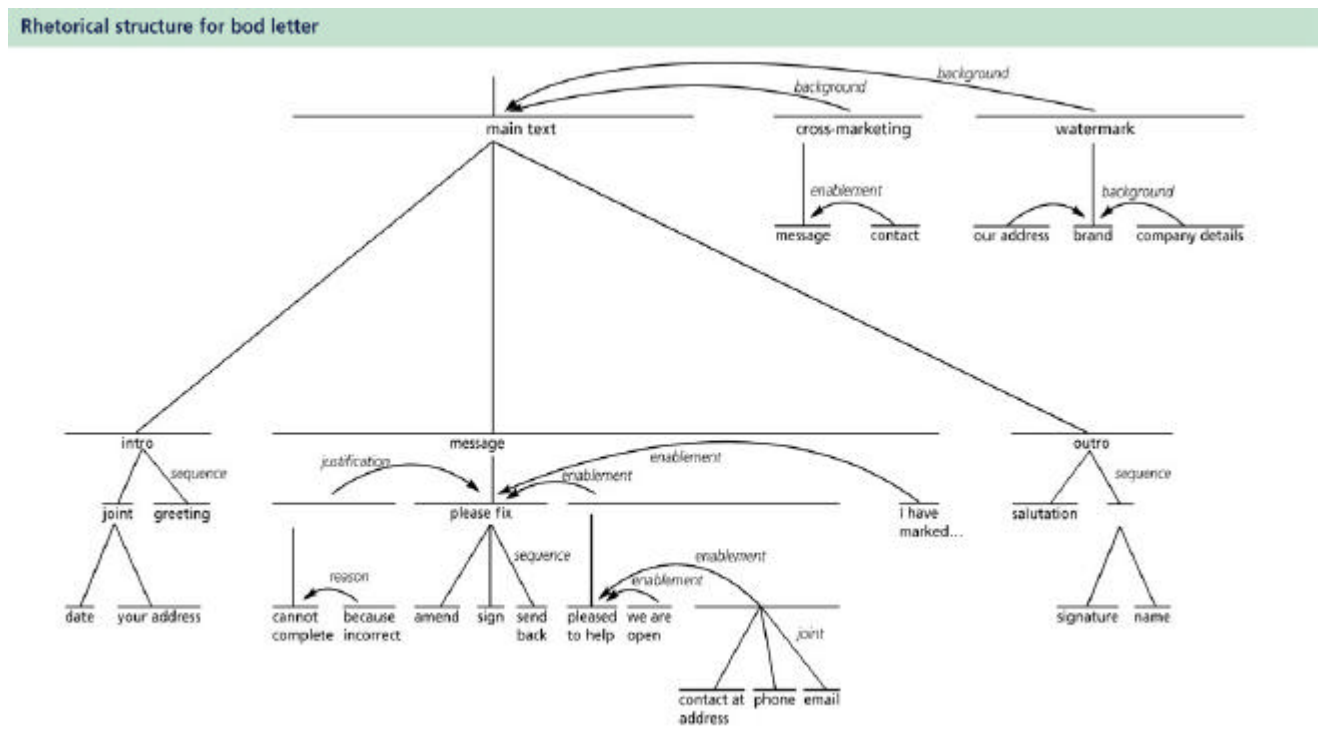 Rhetorical structure for bod letter
background
background
main text
cross-marketing
watermark
enablement
background
message
contact
our address
brand
company details
intro
message
outro
sequence
justification
enablement
enablement
sequence
joint
greeting
please fix
i have
marked...
salutation
sequence
enablement
reason
enablement
date
your address
cannot
complete
because
incorrect
amend
sign
send
back
pleased
to help
we are
open
signature
name
joint
contact at
address
phone
email